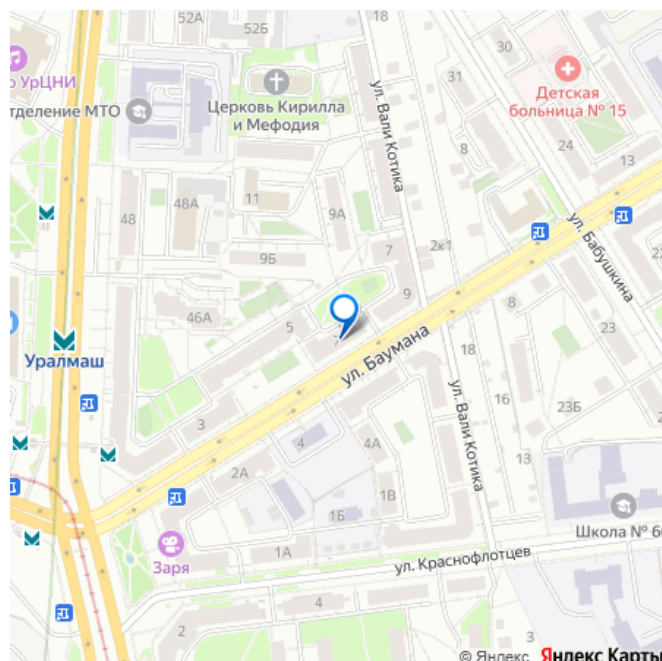 52А
52Б
18
30
о УрЦНИ
31
Детская
больница № 15
Церковь Кирилла
и Мефодия
тделение МТО
ул. Вали Котика
24
8
13
11
48А
48
9А
ул. Бабушкина
7
2к1
9Б
9
46А
5
8
22
23
Уралмаш
ул. Баумана
18
16
23Б
3
ул. Вали Котика
4
4А
13
2А
1В
1Б
Школа № 6
Заря
1А
ул. Краснофлотцев
4
2
3
© Яндекс Яндекс Карты